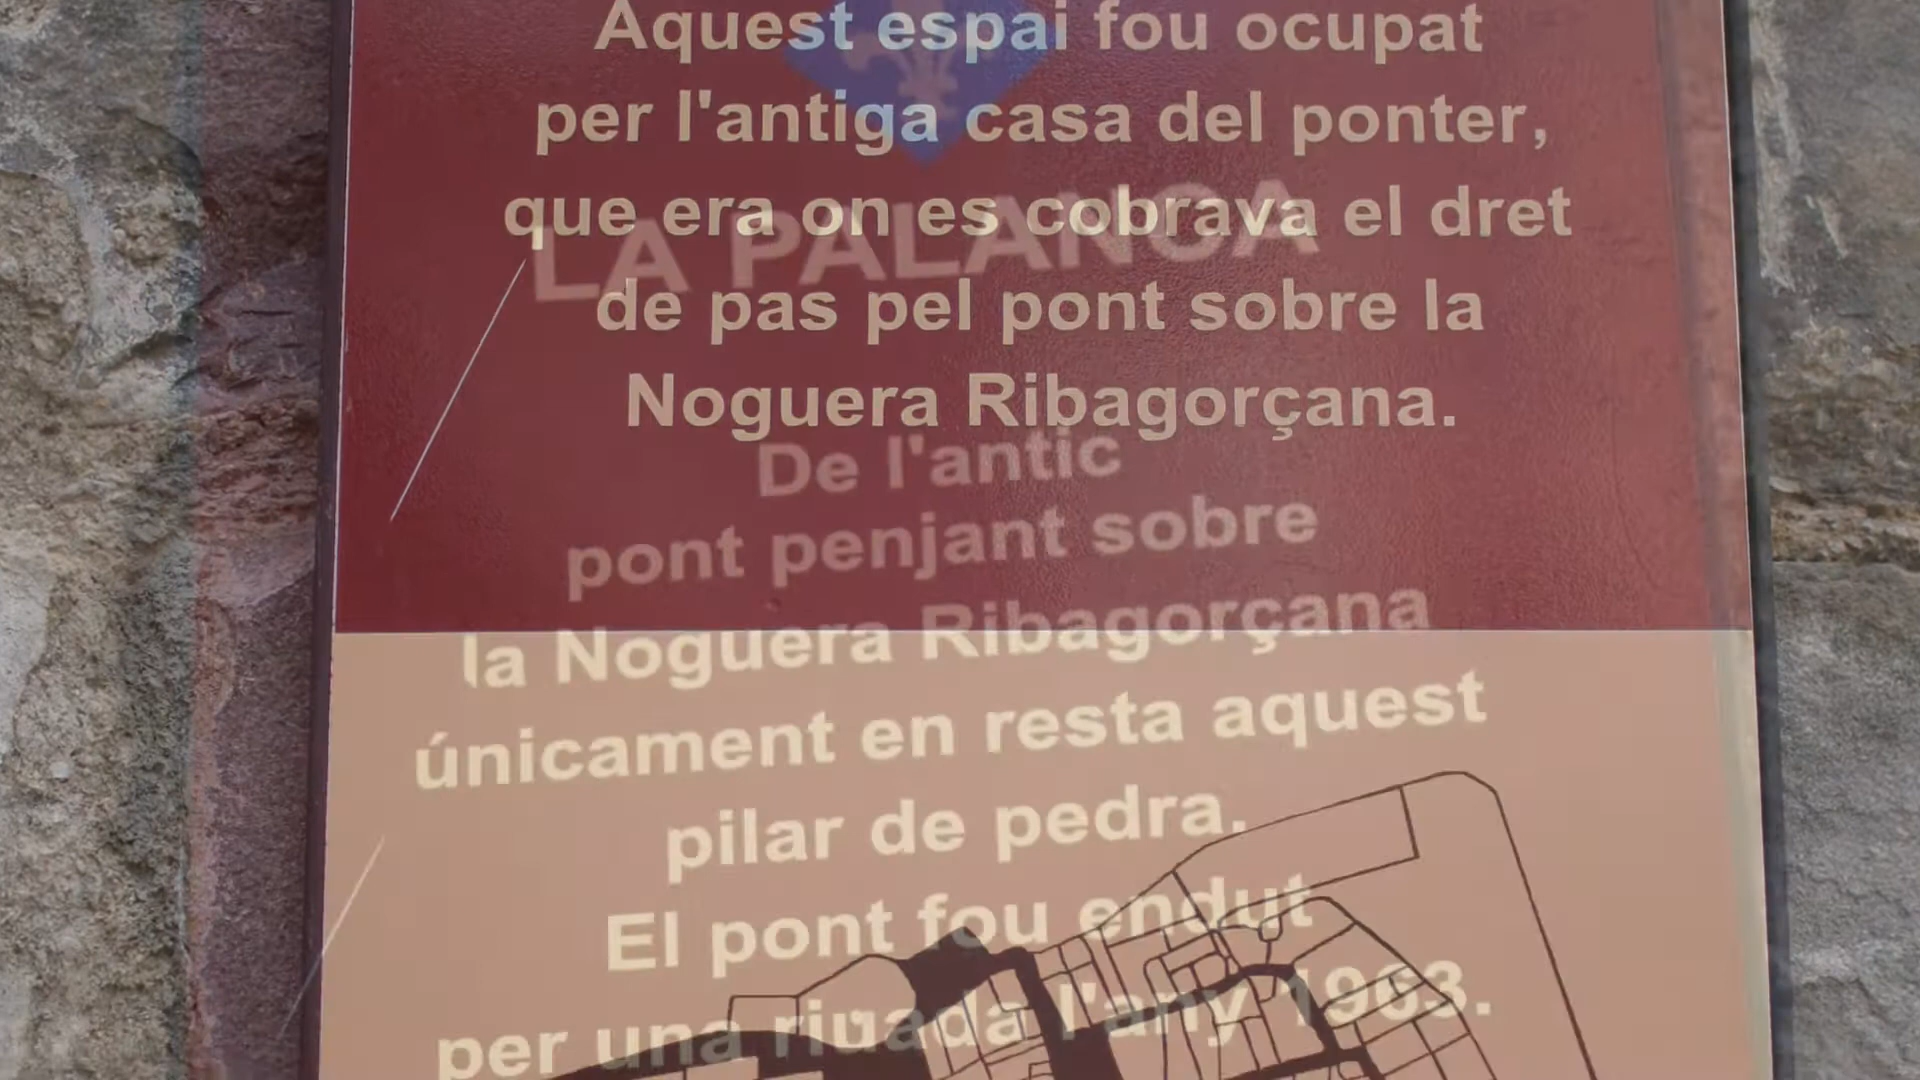 Aquest espai fou ocupat
per l'antiga casa del ponter,
que era on es cobrava el dret
de pas pel pont sobre la
Noguera Ribagorçana.
LA PALANCA
De l'antic
pont penjant sobre
la Noguera Ribagorçana
únicament en resta aquest
pilar de pedra.
El pont fou endut
per una riuada l'any 1963.